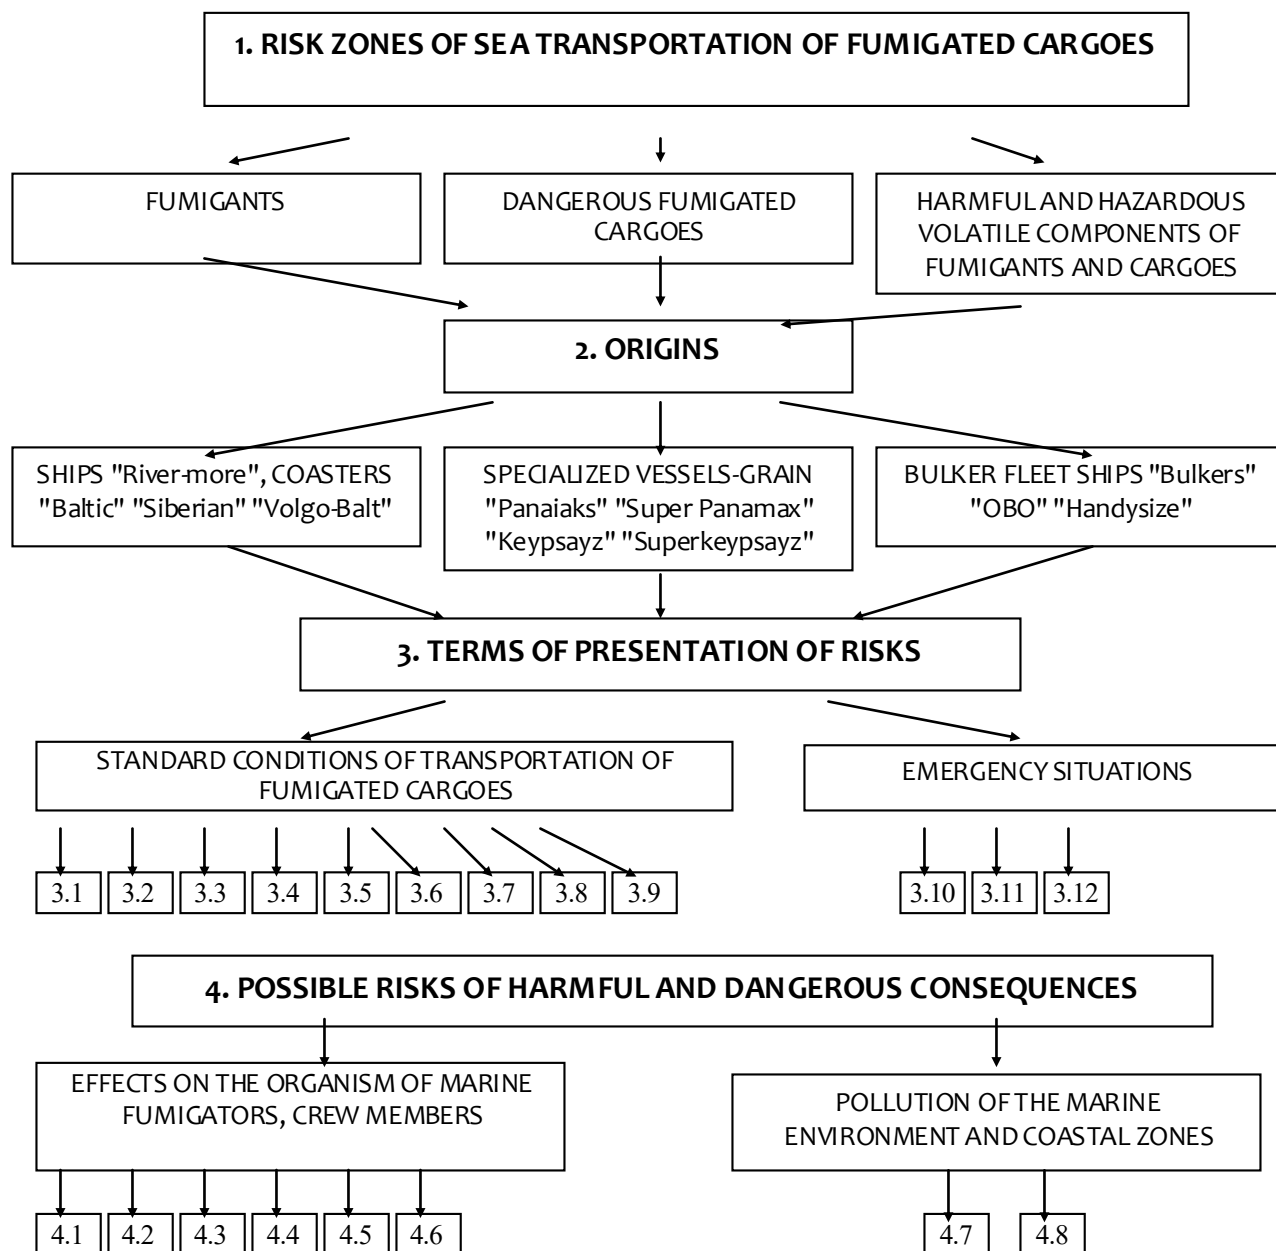 1. RISK ZONES OF SEA TRANSPORTATION OF FUMIGATED CARGOES
FUMIGANTS
DANGEROUS FUMIGATED
CARGOES
HARMFUL AND HAZARDOUS
VOLATILE COMPONENTS OF
FUMIGANTS AND CARGOES
2. ORIGINS
SHIPS "River-more", COASTERS
"Baltic" "Siberian" "Volgo-Balt"
SPECIALIZED VESSELS-GRAIN
"Panaiaks" "Super Panamax"
"Keypsayz" "Superkeypsayz"
BULKER FLEET SHIPS "Bulkers"
"OBO" "Handysize"
3. TERMS OF PRESENTATION OF RISKS
STANDARD CONDITIONS OF TRANSPORTATION OF
FUMIGATED CARGOES
EMERGENCY SITUATIONS
3.1 3.2 3.3 3.4 3.5 3.6 3.7 3.8 3.9 3.10 3.11 3.12
4. POSSIBLE RISKS OF HARMFUL AND DANGEROUS CONSEQUENCES
EFFECTS ON THE ORGANISM OF MARINE
FUMIGATORS, CREW MEMBERS
POLLUTION OF THE MARINE
ENVIRONMENT AND COASTAL ZONES
4.1 4.2 4.3 4.4 4.5 4.6 4.7 4.8